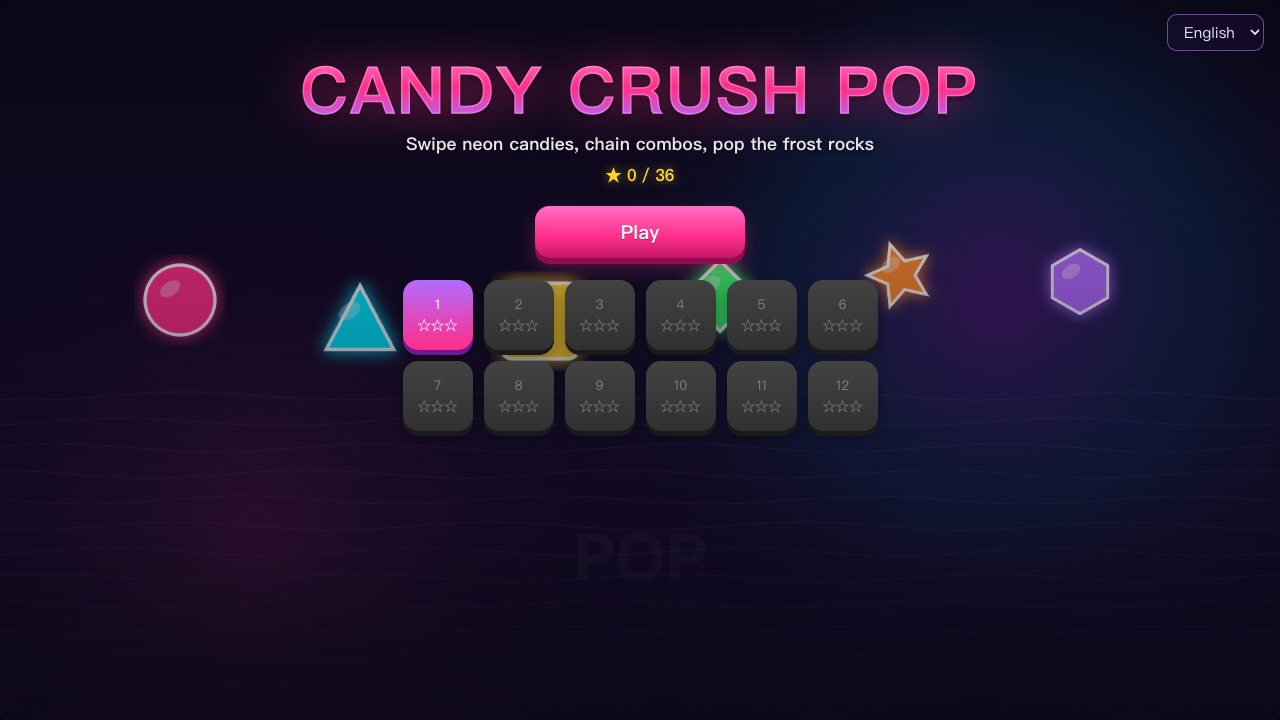 English
CANDY CRUSH POP
Swipe neon candies, chain combos, pop the frost rocks
★ 0 / 36
Play
1 2 3 4 5 6
☆☆☆ ☆☆☆ ☆☆☆ ☆☆☆ ☆☆☆ ☆☆☆
7 8 9 10 11 12
☆☆☆ ☆☆☆ ☆☆☆ ☆☆☆ ☆☆☆ ☆☆☆
POP